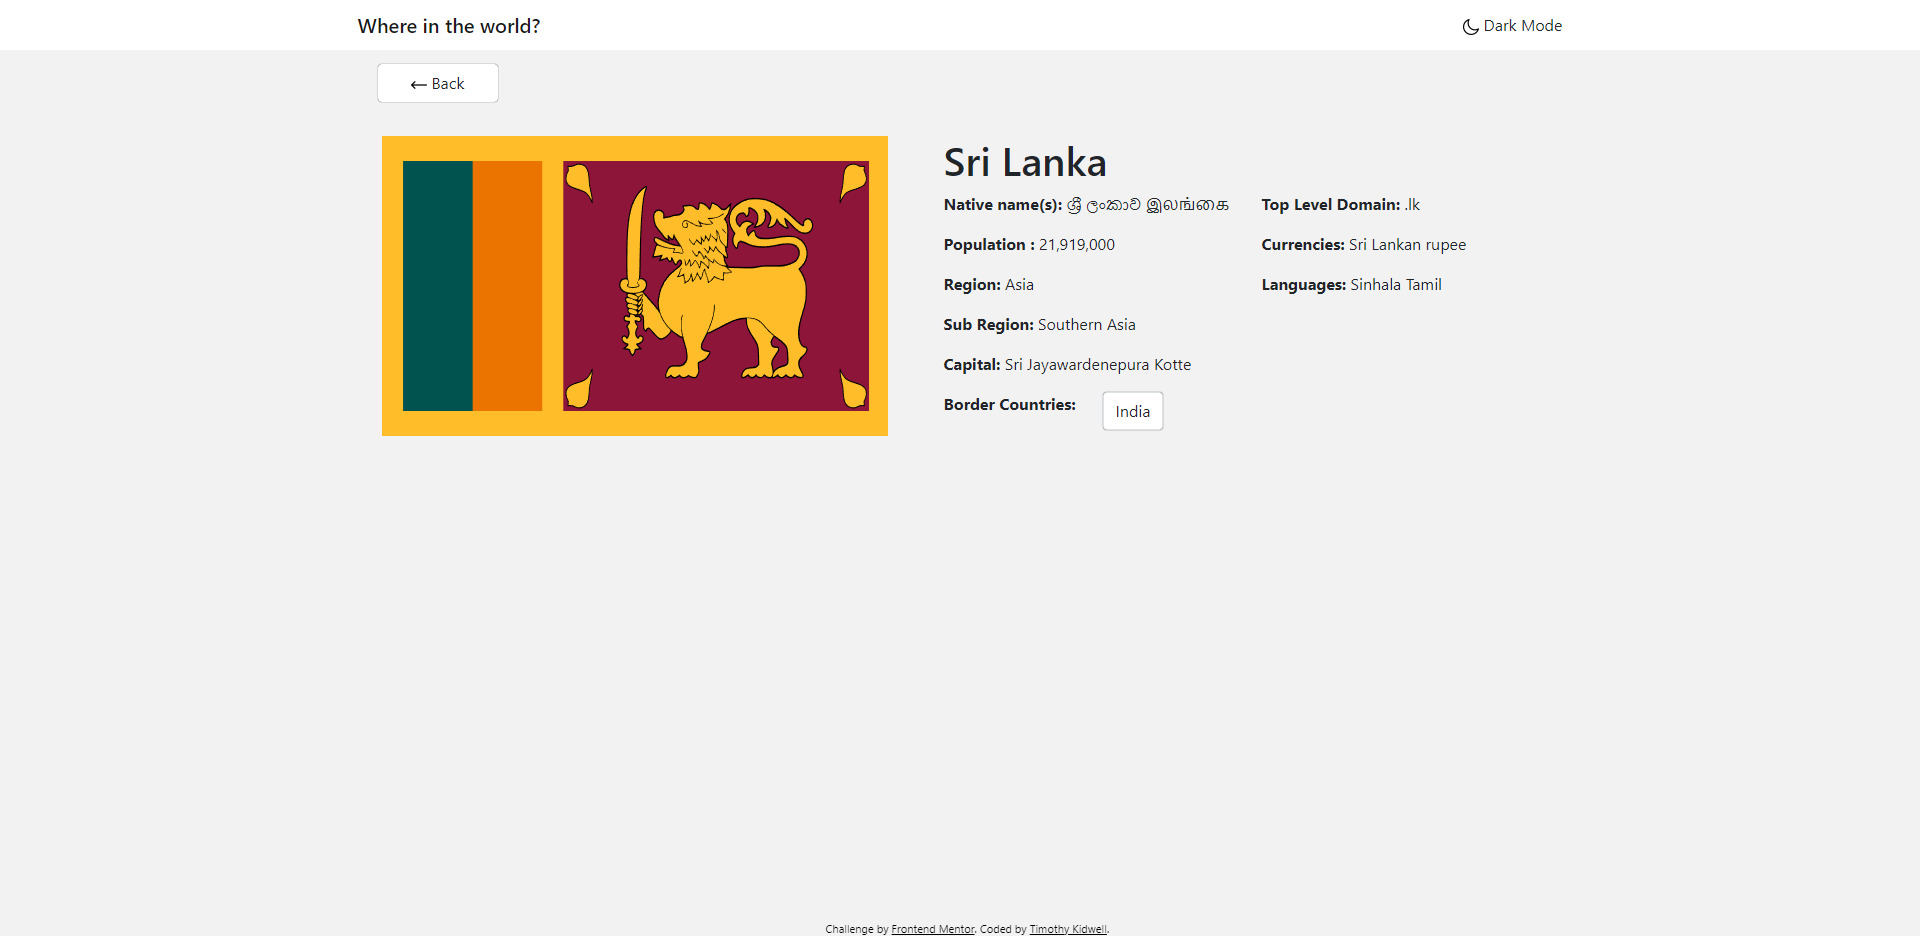 Where in the world?
Dark Mode
← Back
Sri Lanka
Native name(s): ශ්‍රී ලංකාව இலங்கை
Population : 21,919,000
Region: Asia
Sub Region: Southern Asia
Capital: Sri Jayawardenepura Kotte
Border Countries: India
Top Level Domain: .lk
Currencies: Sri Lankan rupee
Languages: Sinhala Tamil
Challenge by Frontend Mentor. Coded by Timothy Kidwell.